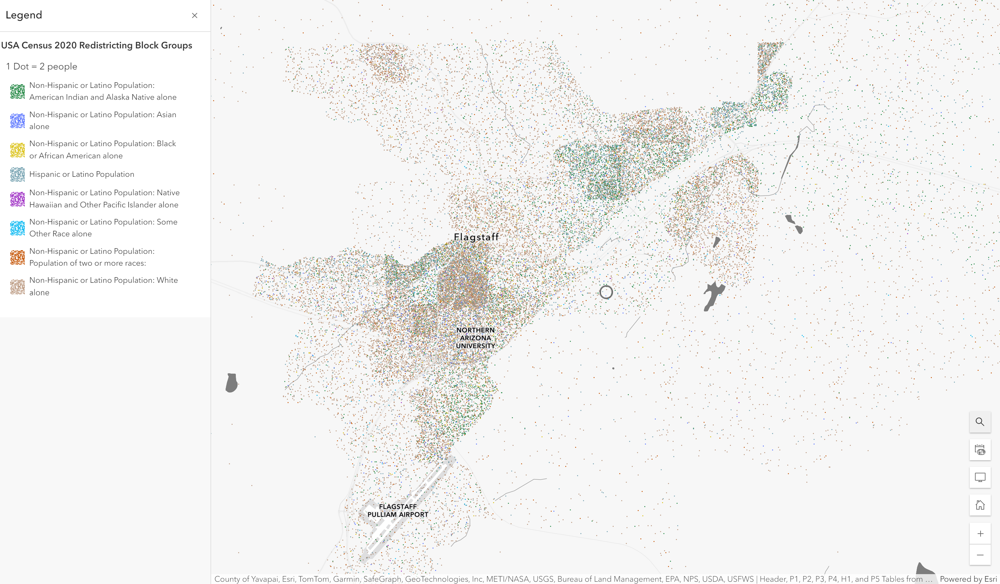 Legend
USA Census 2020 Redistricting Block Groups
1 Dot = 2 people
Non-Hispanic or Latino Population:
American Indian and Alaska Native alone
Non-Hispanic or Latino Population: Asian
alone
Non-Hispanic or Latino Population: Black
or African American alone
Hispanic or Latino Population
Non-Hispanic or Latino Population: Native
Hawaiian and Other Pacific Islander alone
Non-Hispanic or Latino Population: Some
Other Race alone
Non-Hispanic or Latino Population:
Population of two or more races:
Non-Hispanic or Latino Population: White
alone
Flagstaff
NORTHERN
ARIZONA
UNIVERSITY
FLAGSTAFF
PULLIAM AIRPORT
County of Yavapai, Esri, TomTom, Garmin, SafeGraph, GeoTechnologies, Inc, METI/NASA, USGS, Bureau of Land Management, EPA, NPS, USDA, USFWS | Header, P1, P2, P3, P4, H1, and P5 Tables from ... Powered by Esri